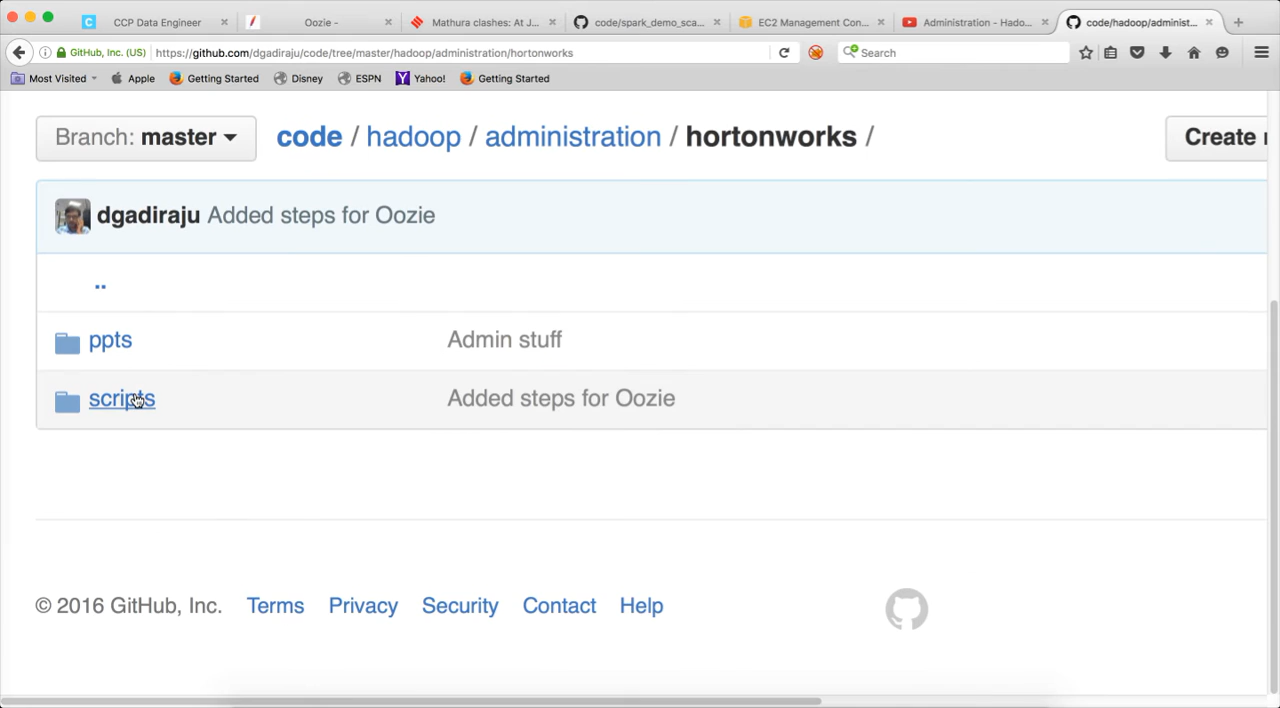 C CCP Data Engineer
Oozie -
Mathura clashes: At J...
code/spark_demo_sca...
EC2 Management Con...
Administration - Hado...
code/hadoop/administ...
GitHub, Inc. (US) https://github.com/dgadiraju/code/tree/master/hadoop/administration/hortonworks
Search
Most Visited Apple Getting Started Disney ESPN Yahoo! Getting Started
Branch: master code / hadoop / administration / hortonworks /
Create
dgadiraju Added steps for Oozie
..
ppts Admin stuff
scripts Added steps for Oozie
© 2016 GitHub, Inc. Terms Privacy Security Contact Help